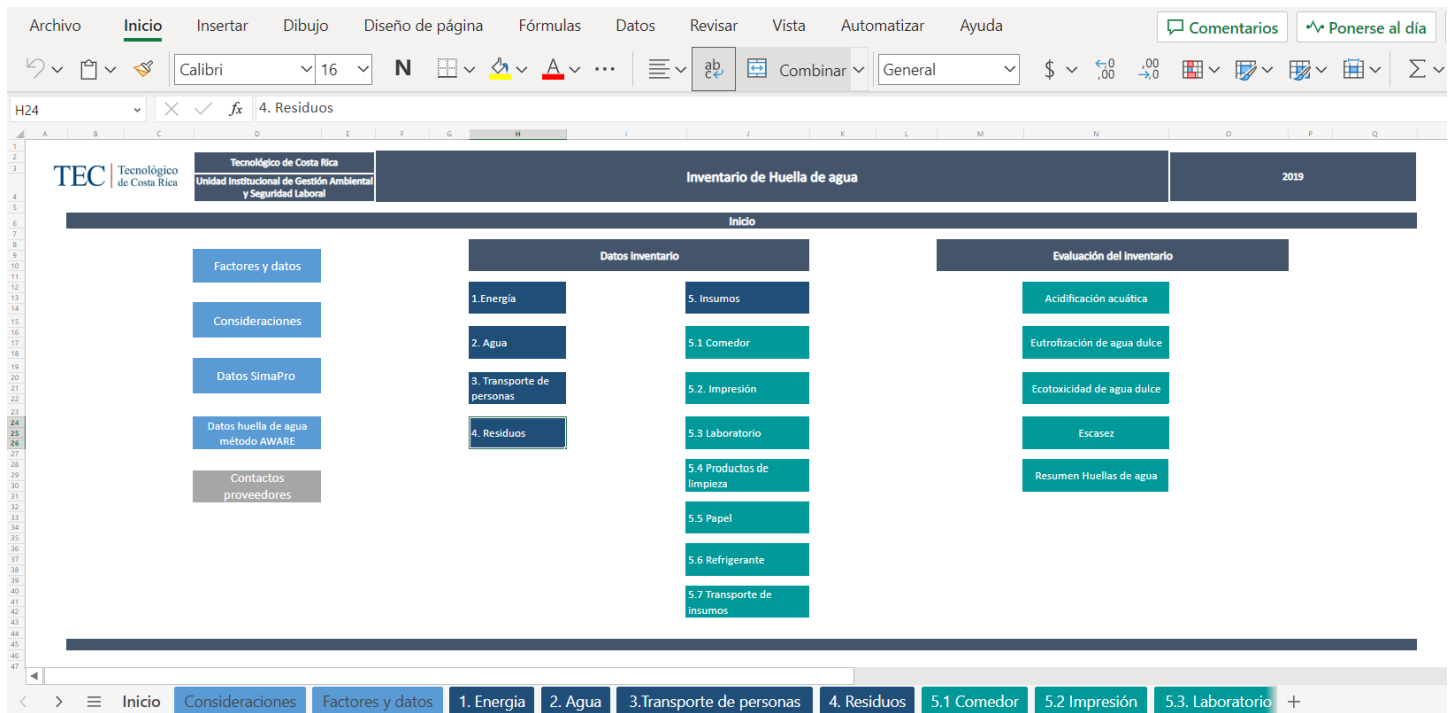 Archivo Inicio Insertar Dibujo Diseño de página Fórmulas Datos Revisar Vista Automatizar Ayuda Comentarios Ponerse al día
Calibri 16 N A ... ab Combinar General $
H24 fx 4. Residuos
A B C D E F G H I J K L M N O P Q
TEC Tecnológico
de Costa Rica
Tecnológico de Costa Rica
Unidad Institucional de Gestión Ambiental
y Seguridad Laboral
Inventario de Huella de agua
2019
Inicio
Factores y datos
Consideraciones
Datos SimaPro
Datos huella de agua
método AWARE
Contactos
proveedores
Datos inventario
1.Energía
2. Agua
3. Transporte de
personas
4. Residuos
5. Insumos
5.1 Comedor
5.2. Impresión
5.3 Laboratorio
5.4 Productos de
limpieza
5.5 Papel
5.6 Refrigerante
5.7 Transporte de
insumos
Evaluación del inventario
Acidificación acuática
Eutrofización de agua dulce
Ecotoxicidad de agua dulce
Escasez
Resumen Huellas de agua
Inicio Consideraciones Factores y datos 1. Energia 2. Agua 3.Transporte de personas 4. Residuos 5.1 Comedor 5.2 Impresión 5.3. Laboratorio